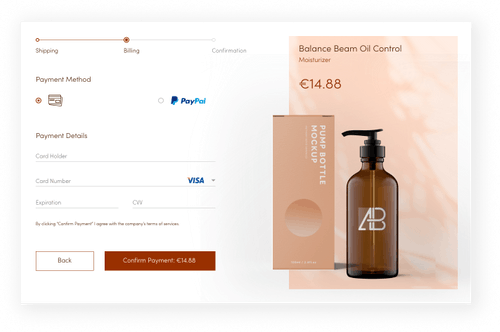 Shipping
Billing
Confirmation
Payment Method
PayPal
Payment Details
Card Holder
Card Number
VISA
Expiration
CVV
By clicking "Confirm Payment" I agree with the company's terms of services.
Back
Confirm Payment: €14.88
Balance Beam Oil Control
Moisturizer
€14.88
PUMP BOTTLE
MOCKUP
AB